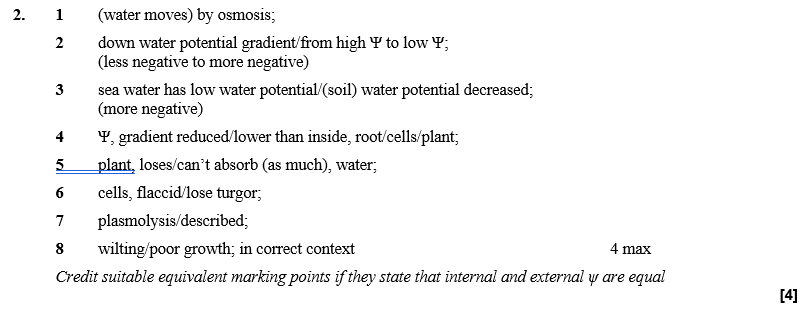 2. 1 (water moves) by osmosis;
2 down water potential gradient/from high Ψ to low Ψ;
(less negative to more negative)
3 sea water has low water potential/(soil) water potential decreased;
(more negative)
4 Ψ, gradient reduced/lower than inside, root/cells/plant;
5 plant, loses/can't absorb (as much), water;
6 cells, flaccid/lose turgor;
7 plasmolysis/described;
8 wilting/poor growth; in correct context 4 max
Credit suitable equivalent marking points if they state that internal and external ψ are equal
[4]